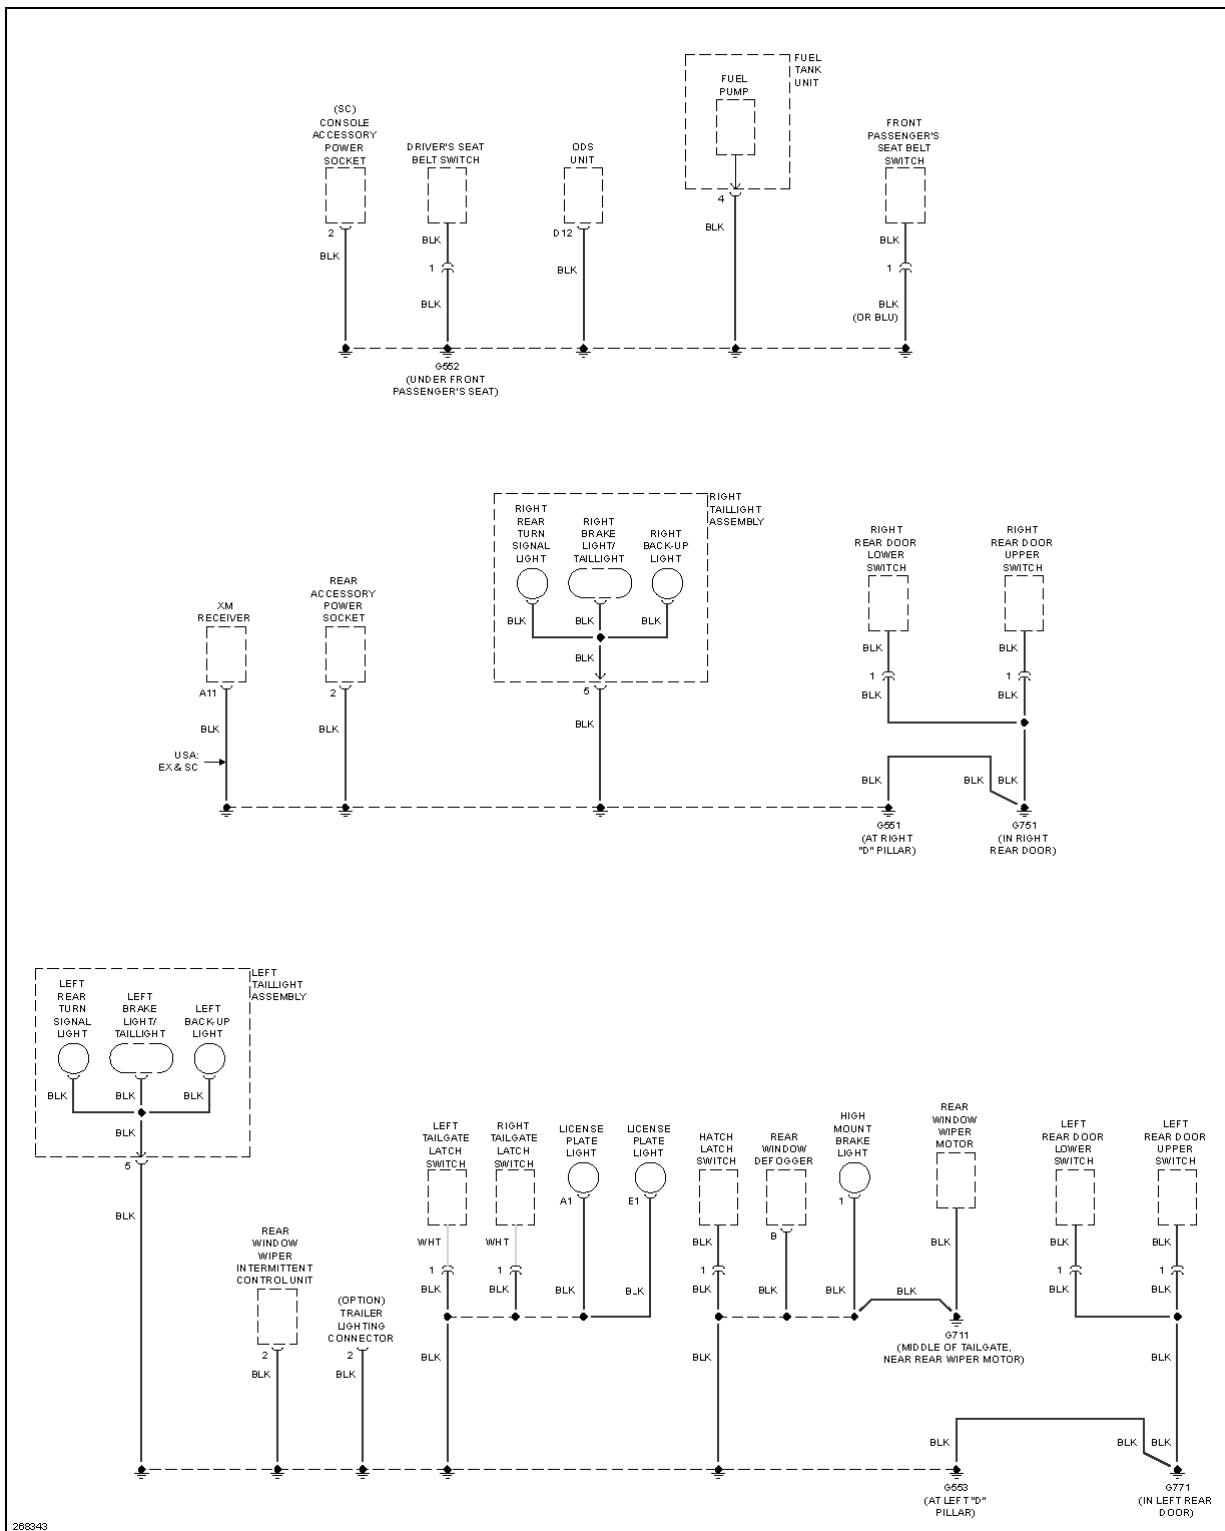 FUEL
TANK
UNIT
FUEL
PUMP
(SC)
CONSOLE
ACCESSORY
POWER
SOCKET
DRIVER'S SEAT
BELT SWITCH
ODS
UNIT
FRONT
PASSENGER'S
SEAT BELT
SWITCH
4
BLK
2
BLK
BLK
1
BLK
D12
BLK
BLK
1
BLK
(OR BLU)
G552
(UNDER FRONT
PASSENGER'S SEAT)
RIGHT
TAILLIGHT
ASSEMBLY
RIGHT
REAR
TURN
SIGNAL
LIGHT
RIGHT
BRAKE
LIGHT/
TAILLIGHT
RIGHT
BACK-UP
LIGHT
RIGHT
REAR DOOR
LOWER
SWITCH
RIGHT
REAR DOOR
UPPER
SWITCH
XM
RECEIVER
REAR
ACCESSORY
POWER
SOCKET
BLK
BLK
BLK
BLK
5
BLK
A11
BLK
USA:
EX & SC
2
BLK
BLK
1
BLK
BLK
1
BLK
BLK
BLK
BLK
G551
(AT RIGHT
"D" PILLAR)
G751
(IN RIGHT
REAR DOOR)
LEFT
TAILLIGHT
ASSEMBLY
LEFT
REAR
TURN
SIGNAL
LIGHT
LEFT
BRAKE
LIGHT/
TAILLIGHT
LEFT
BACK-UP
LIGHT
BLK
BLK
BLK
BLK
5
BLK
REAR
WINDOW
WIPER
INTERMITTENT
CONTROL UNIT
2
BLK
(OPTION)
TRAILER
LIGHTING
CONNECTOR
2
BLK
LEFT
TAILGATE
LATCH
SWITCH
WHT
1
BLK
BLK
RIGHT
TAILGATE
LATCH
SWITCH
WHT
1
BLK
LICENSE
PLATE
LIGHT
A1
BLK
LICENSE
PLATE
LIGHT
E1
BLK
HATCH
LATCH
SWITCH
BLK
1
BLK
BLK
REAR
WINDOW
DEFOGGER
B
BLK
HIGH
MOUNT
BRAKE
LIGHT
1
BLK
BLK
REAR
WINDOW
WIPER
MOTOR
BLK
G711
(MIDDLE OF TAILGATE,
NEAR REAR WIPER MOTOR)
LEFT
REAR DOOR
LOWER
SWITCH
BLK
1
BLK
LEFT
REAR DOOR
UPPER
SWITCH
BLK
1
BLK
BLK
BLK
BLK
BLK
G553
(AT LEFT "D"
PILLAR)
G771
(IN LEFT REAR
DOOR)
268343